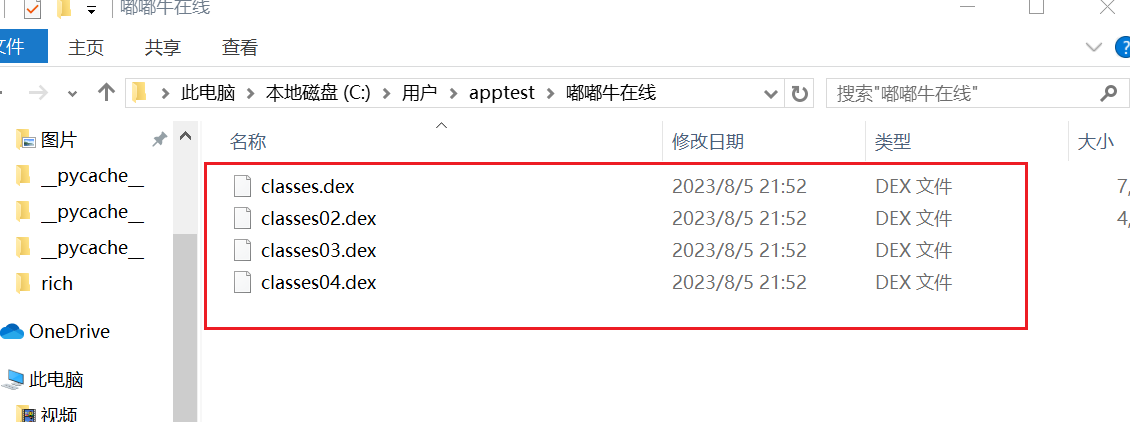 嘟嘟牛在线
文件 主页 共享 查看
此电脑 本地磁盘 (C:) 用户 apptest 嘟嘟牛在线 搜索"嘟嘟牛在线"
图片
__pycache__
__pycache__
__pycache__
rich
OneDrive
此电脑
视频
名称 修改日期 类型 大小
classes.dex 2023/8/5 21:52 DEX 文件 7,
classes02.dex 2023/8/5 21:52 DEX 文件 4,
classes03.dex 2023/8/5 21:52 DEX 文件
classes04.dex 2023/8/5 21:52 DEX 文件